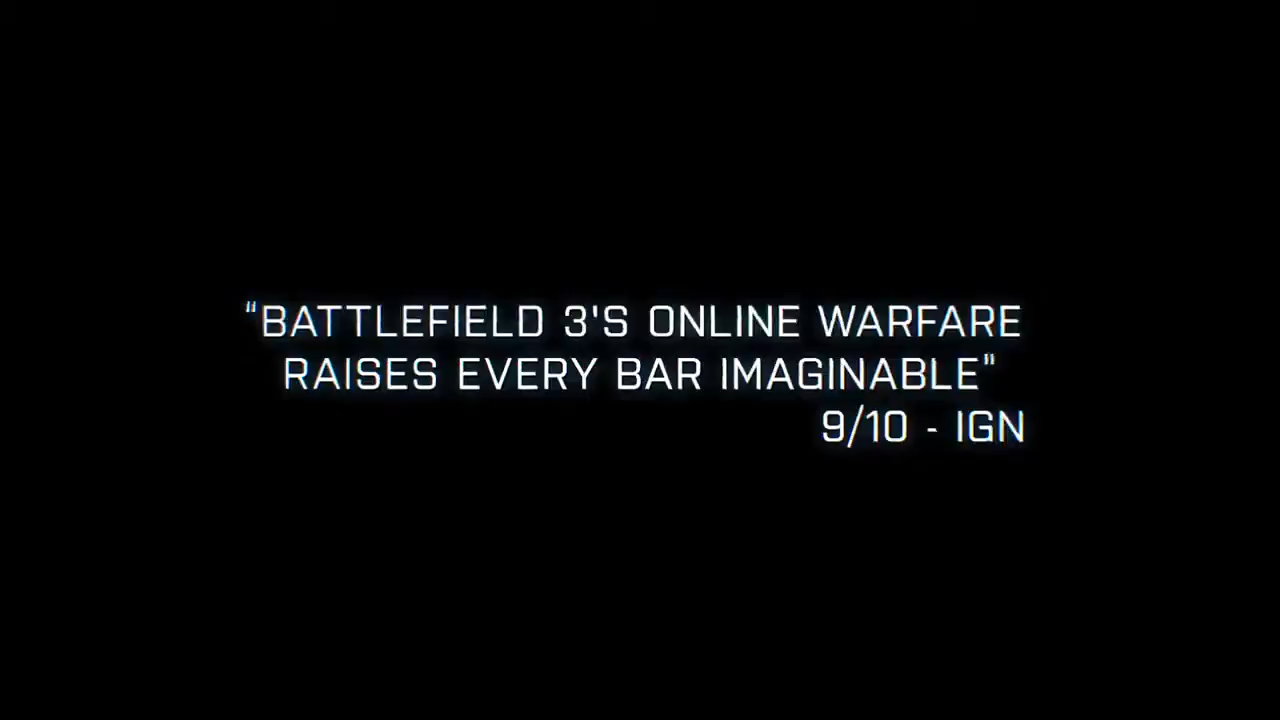 "BATTLEFIELD 3'S ONLINE WARFARE
RAISES EVERY BAR IMAGINABLE"
9/10 - IGN